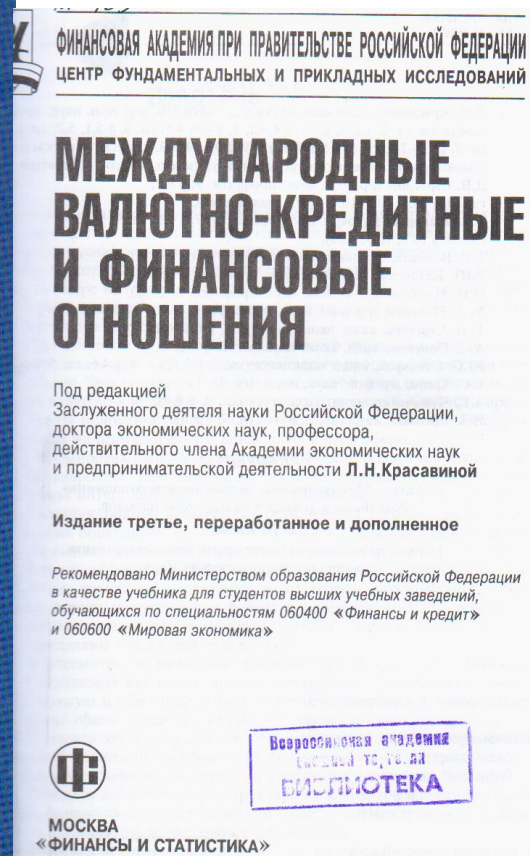 ФИНАНСОВАЯ АКАДЕМИЯ ПРИ ПРАВИТЕЛЬСТВЕ РОССИЙСКОЙ ФЕДЕРАЦИИ
ЦЕНТР ФУНДАМЕНТАЛЬНЫХ И ПРИКЛАДНЫХ ИССЛЕДОВАНИЙ
МЕЖДУНАРОДНЫЕ
ВАЛЮТНО-КРЕДИТНЫЕ
И ФИНАНСОВЫЕ
ОТНОШЕНИЯ
Под редакцией
Заслуженного деятеля науки Российской Федерации,
доктора экономических наук, профессора,
действительного члена Академии экономических наук
и предпринимательской деятельности Л.Н.Красавиной
Издание третье, переработанное и дополненное
Рекомендовано Министерством образования Российской Федерации
в качестве учебника для студентов высших учебных заведений,
обучающихся по специальностям 060400 «Финансы и кредит»
и 060600 «Мировая экономика»
Всероссийская академия
БИБЛИОТЕКА
ФС
МОСКВА
«ФИНАНСЫ И СТАТИСТИКА»